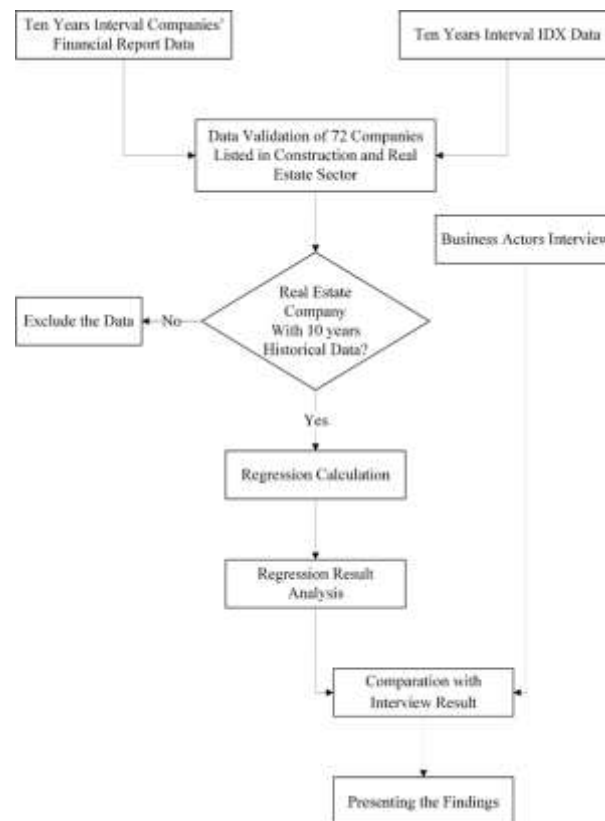 Ten Years Interval Companies'
Financial Report Data
Ten Years Interval IDX Data
Data Validation of 72 Companies
Listed in Construction and Real
Estate Sector
Business Actors Interview
Real Estate
Company
With 10 years
Historical Data?
Exclude the Data
No
Yes
Regression Calculation
Regression Result
Analysis
Comparation with
Interview Result
Presenting the Findings